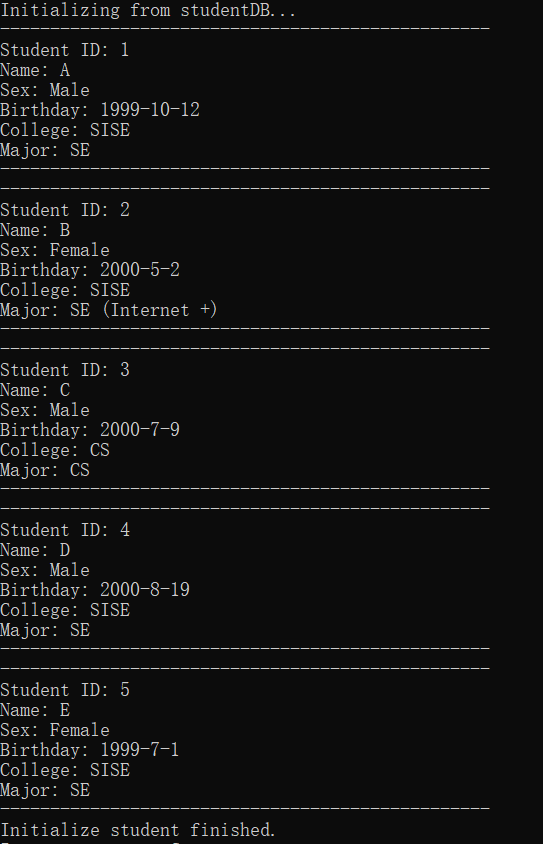 Initializing from studentDB...
-------------------------------------------------
Student ID: 1
Name: A
Sex: Male
Birthday: 1999-10-12
College: SISE
Major: SE
-------------------------------------------------
-------------------------------------------------
Student ID: 2
Name: B
Sex: Female
Birthday: 2000-5-2
College: SISE
Major: SE (Internet +)
-------------------------------------------------
-------------------------------------------------
Student ID: 3
Name: C
Sex: Male
Birthday: 2000-7-9
College: CS
Major: CS
-------------------------------------------------
-------------------------------------------------
Student ID: 4
Name: D
Sex: Male
Birthday: 2000-8-19
College: SISE
Major: SE
-------------------------------------------------
-------------------------------------------------
Student ID: 5
Name: E
Sex: Female
Birthday: 1999-7-1
College: SISE
Major: SE
-------------------------------------------------
Initialize student finished.